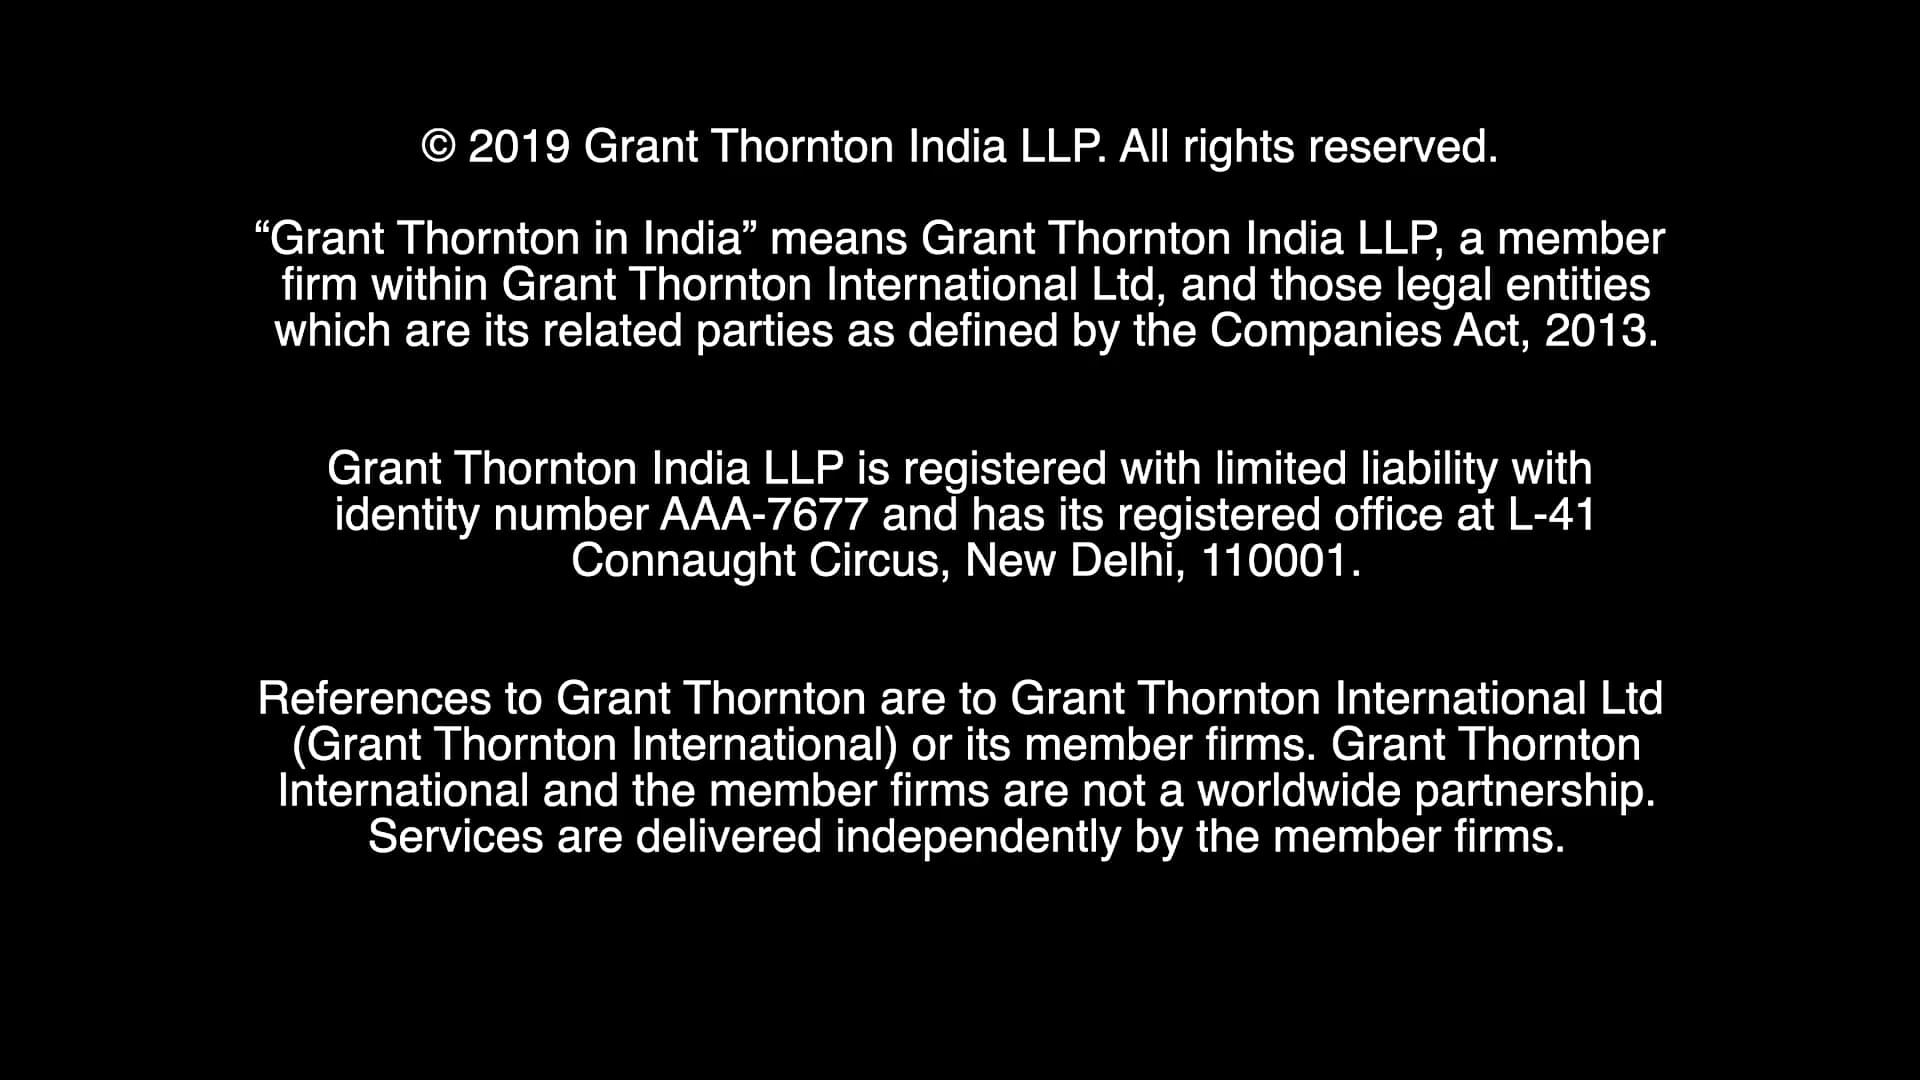 © 2019 Grant Thornton India LLP. All rights reserved.
“Grant Thornton in India” means Grant Thornton India LLP, a member
firm within Grant Thornton International Ltd, and those legal entities
which are its related parties as defined by the Companies Act, 2013.
Grant Thornton India LLP is registered with limited liability with
identity number AAA-7677 and has its registered office at L-41
Connaught Circus, New Delhi, 110001.
References to Grant Thornton are to Grant Thornton International Ltd
(Grant Thornton International) or its member firms. Grant Thornton
International and the member firms are not a worldwide partnership.
Services are delivered independently by the member firms.